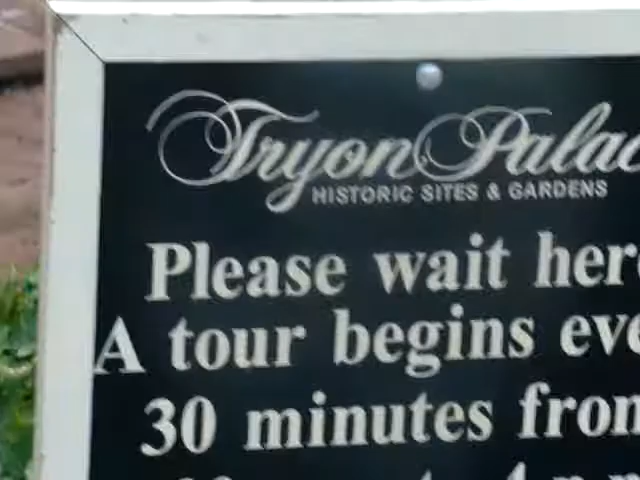 Tryon Palac
HISTORIC SITES & GARDENS
Please wait her
A tour begins eve
30 minutes from